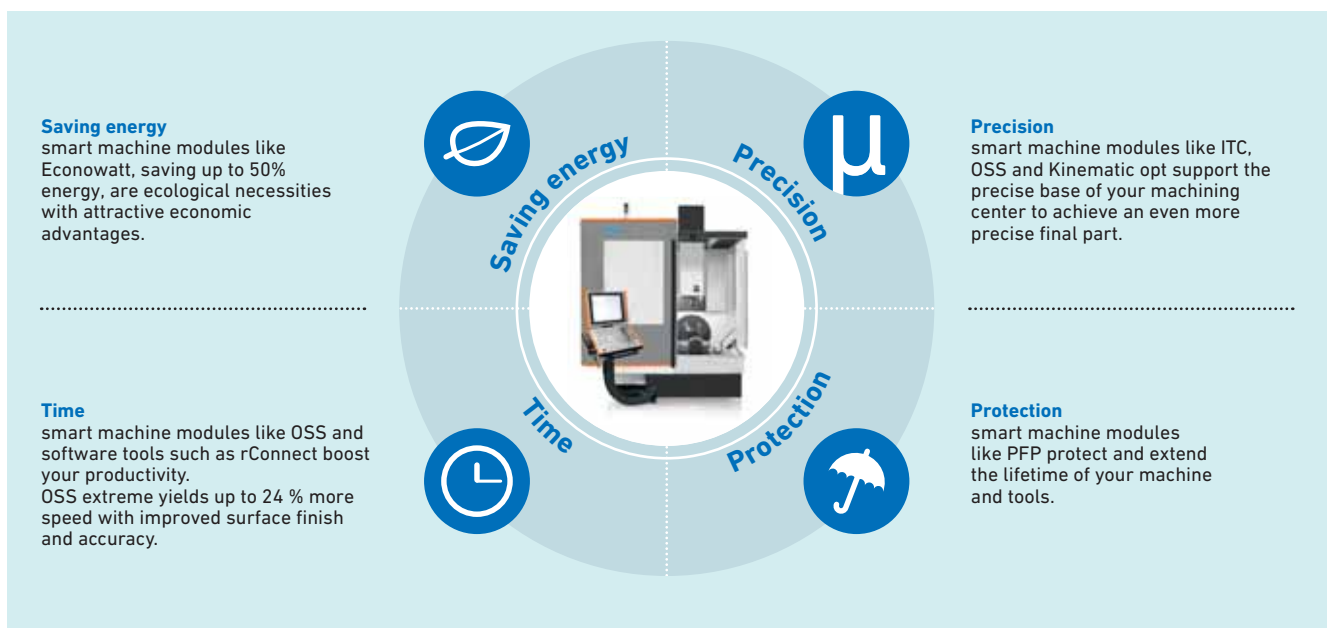 Saving energy
smart machine modules like
Econowatt, saving up to 50%
energy, are ecological necessities
with attractive economic
advantages.
Time
smart machine modules like OSS and
software tools such as rConnect boost
your productivity.
OSS extreme yields up to 24 % more
speed with improved surface finish
and accuracy.
Saving energy
Precision
µ
Time
Protection
Precision
smart machine modules like ITC,
OSS and Kinematic opt support the
precise base of your machining
center to achieve an even more
precise final part.
Protection
smart machine modules
like PFP protect and extend
the lifetime of your machine
and tools.